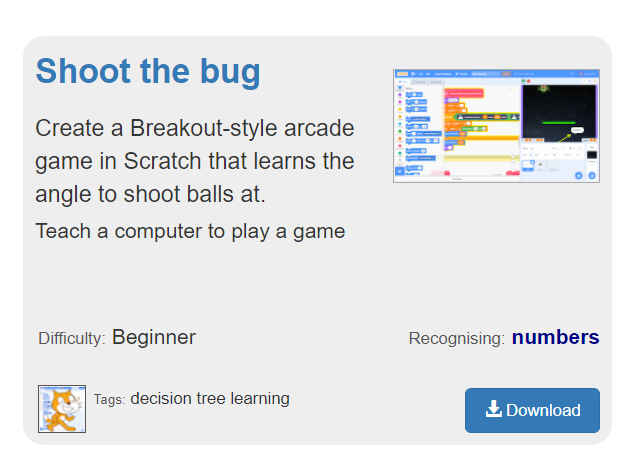 Shoot the bug
Create a Breakout-style arcade
game in Scratch that learns the
angle to shoot balls at.
Teach a computer to play a game
Difficulty: Beginner
Recognising: numbers
Tags: decision tree learning
Download